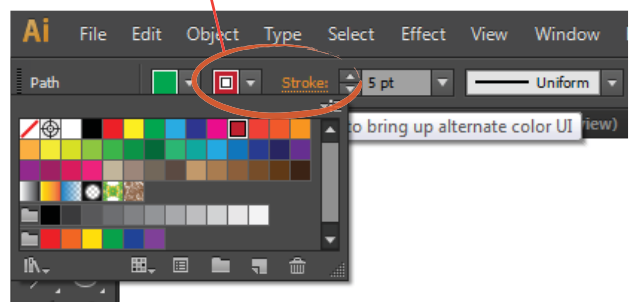 Ai File Edit Object Type Select Effect View Window
Path Stroke: 5 pt Uniform
to bring up alternate color UI view)